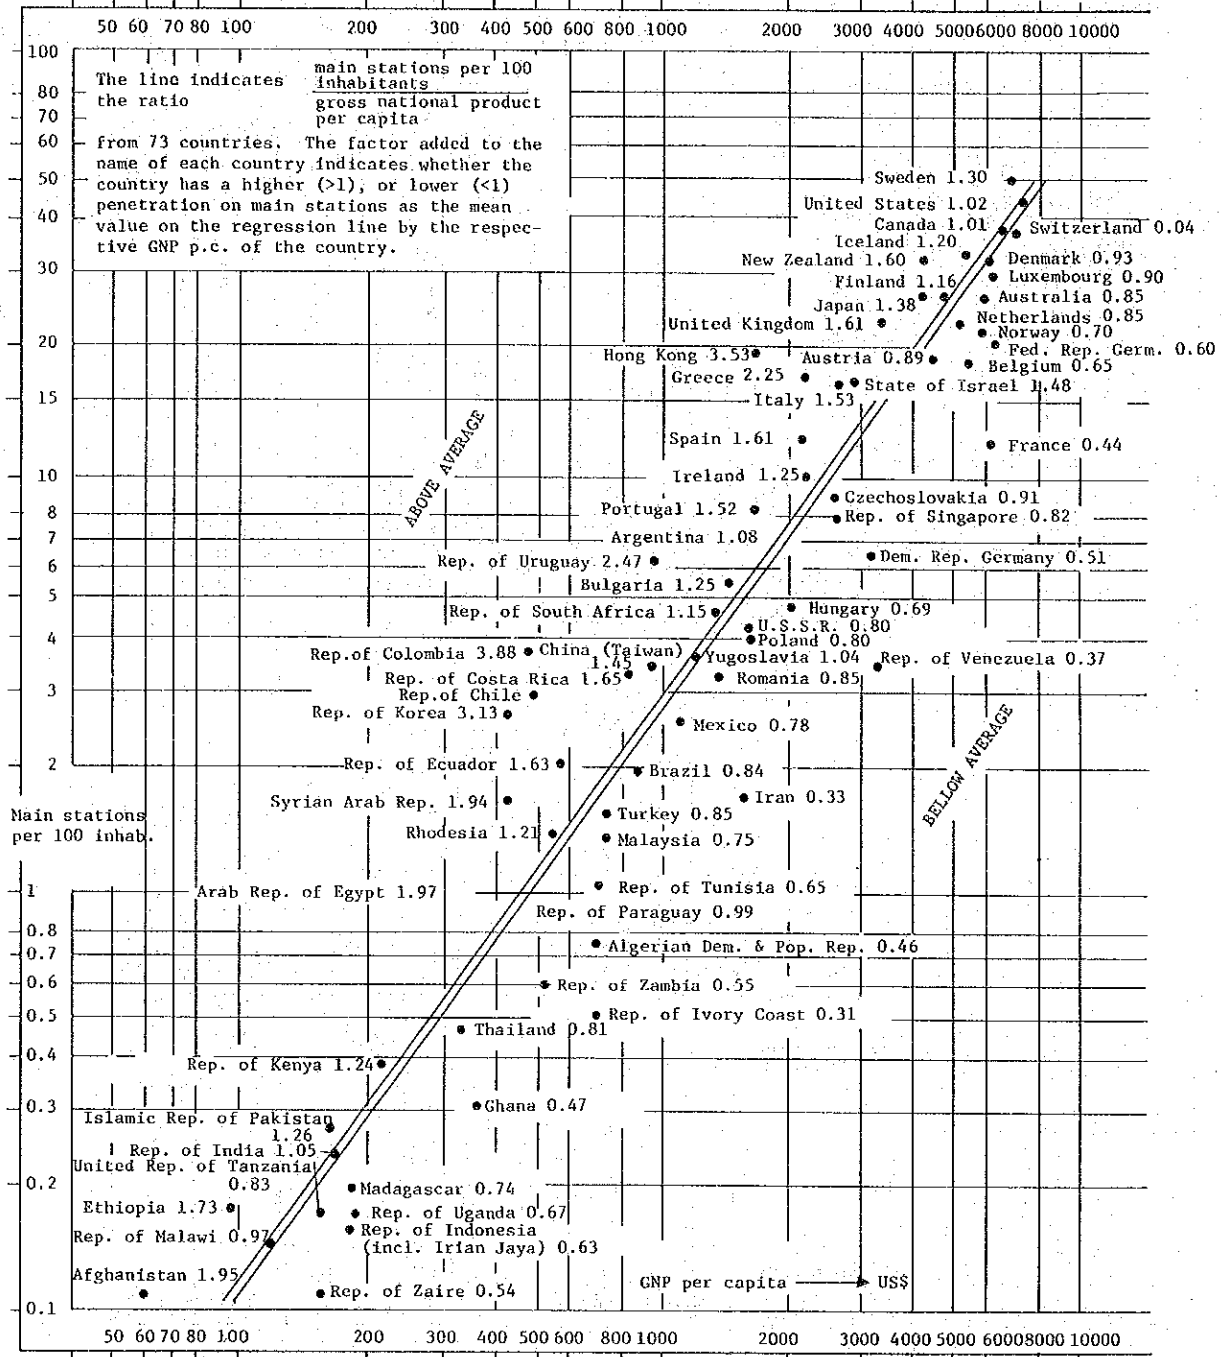 50 60 70 80 100 200 300 400 500 600 800 1000 2000 3000 4000 5000 6000 8000 10000
100
The line indicates the ratio
main stations per 100 inhabitants
gross national product per capita
80
70
60
from 73 countries. The factor added to the
name of each country indicates whether the
country has a higher (>1), or lower (<1)
penetration on main stations as the mean
value on the regression line by the respec-
tive GNP p.c. of the country.
50
40
30
Sweden 1.30
United States 1.02
Canada 1.01
Switzerland 0.04
Iceland 1.20
New Zealand 1.60
Denmark 0.93
Luxembourg 0.90
Finland 1.16
Australia 0.85
Japan 1.38
Netherlands 0.85
United Kingdom 1.61
Norway 0.70
20
Fed. Rep. Germ. 0.60
Hong Kong 3.53
Austria 0.89
Belgium 0.65
Greece 2.25
State of Israel 1.48
15
Italy 1.53
ABOVE AVERAGE
Spain 1.61
France 0.44
10
Ireland 1.25
Czechoslovakia 0.91
8
Portugal 1.52
Rep. of Singapore 0.82
7
Argentina 1.08
6
Rep. of Uruguay 2.47
Dem. Rep. Germany 0.51
Bulgaria 1.25
5
Rep. of South Africa 1.15
Hungary 0.69
U.S.S.R. 0.80
4
Poland 0.80
Rep.of Colombia 3.88
China (Taiwan)
1.45
Yugoslavia 1.04
Rep. of Venezuela 0.37
Rep. of Costa Rica 1.65
Romania 0.85
3
Rep.of Chile
Rep. of Korea 3.13
Mexico 0.78
BELLOW AVERAGE
2
Rep. of Ecuador 1.63
Brazil 0.84
Syrian Arab Rep. 1.94
Iran 0.33
Main stations
per 100 inhab.
Turkey 0.85
Rhodesia 1.21
Malaysia 0.75
1
Arab Rep. of Egypt 1.97
Rep. of Tunisia 0.65
Rep. of Paraguay 0.99
0.8
0.7
Algerian Dem. & Pop. Rep. 0.46
0.6
Rep. of Zambia 0.55
0.5
Rep. of Ivory Coast 0.31
Thailand 0.81
0.4
Rep. of Kenya 1.24
0.3
Ghana 0.47
Islamic Rep. of Pakistan
1.26
Rep. of India 1.05
United Rep. of Tanzania
0.83
0.2
Madagascar 0.74
Ethiopia 1.73
Rep. of Uganda 0.67
Rep. of Malawi 0.97
Rep. of Indonesia
(incl. Irian Jaya) 0.63
Afghanistan 1.95
Rep. of Zaire 0.54
GNP per capita → US$
0.1
50 60 70 80 100 200 300 400 500 600 800 1000 2000 3000 4000 5000 6000 8000 10000